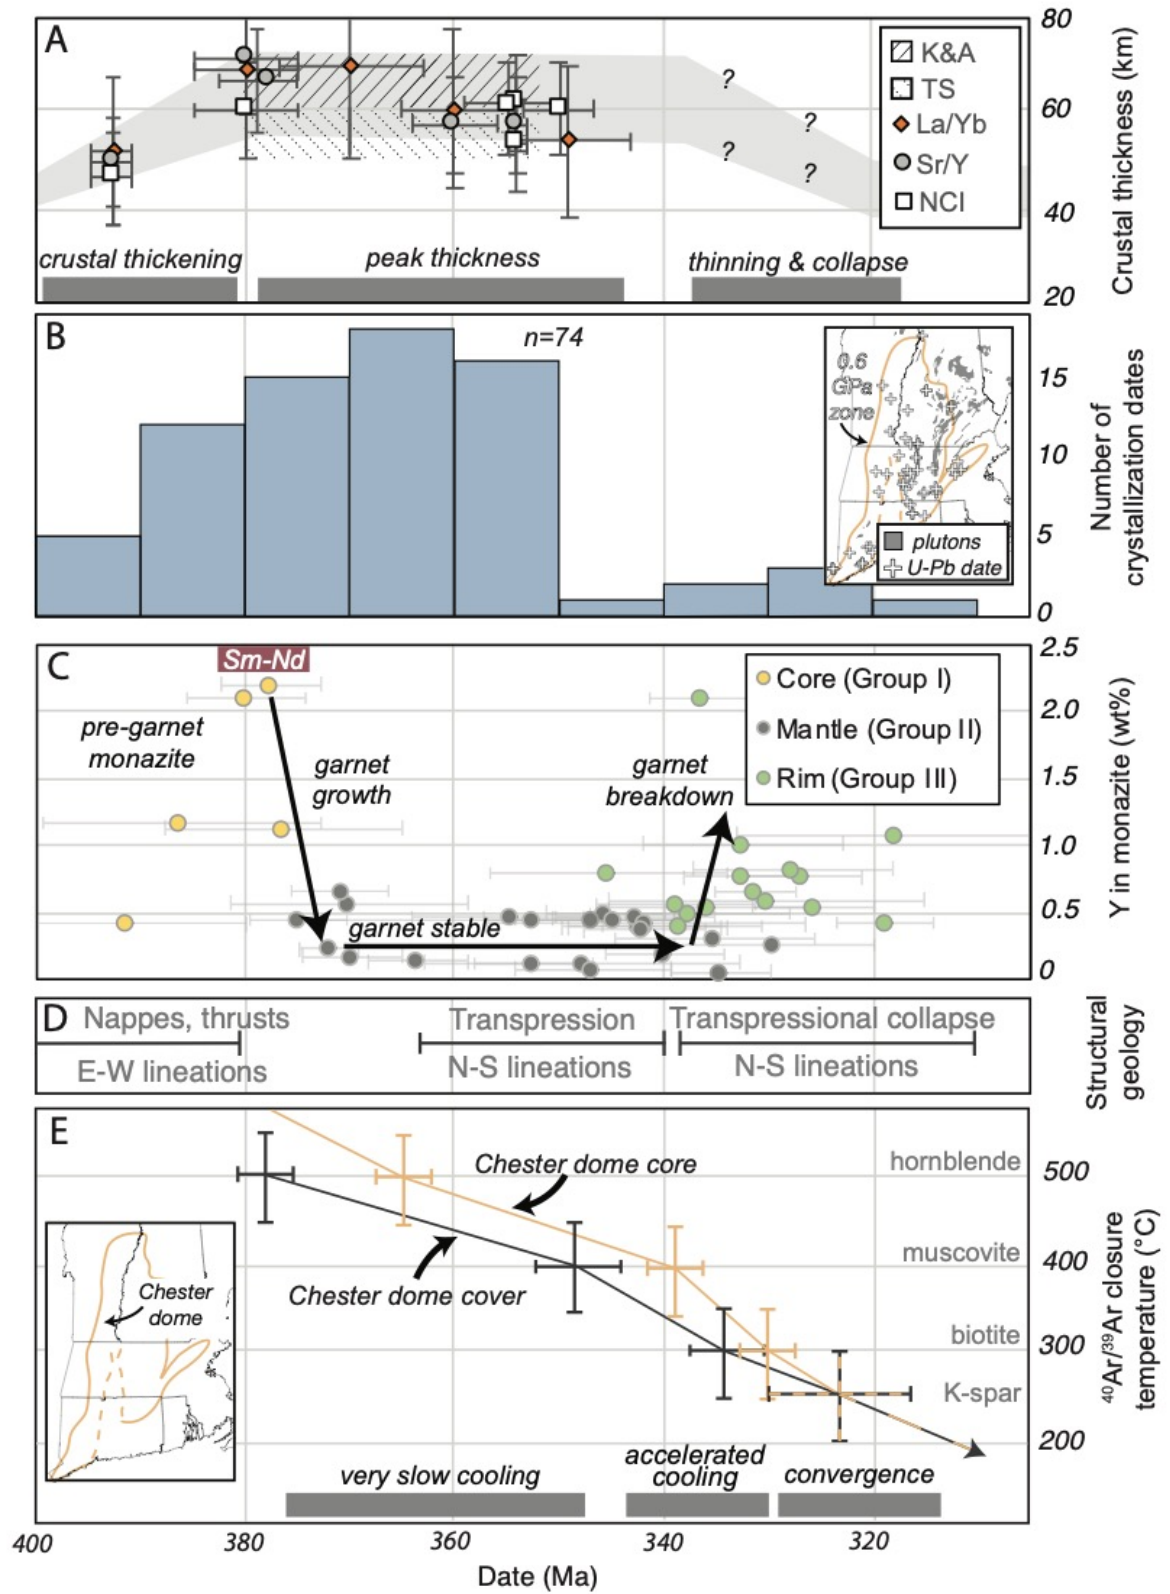 A
80
K&A
TS
La/Yb
Sr/Y
NCI
60
?
?
?
?
40
Crustal thickness (km)
crustal thickening
peak thickness
thinning & collapse
20
B
n=74
0.6
GPa
zone
plutons
U-Pb date
15
10
5
0
Number of
crystallization dates
C
Sm-Nd
2.5
Core (Group I)
Mantle (Group II)
Rim (Group III)
pre-garnet
monazite
garnet
growth
garnet
breakdown
garnet stable
2.0
1.5
1.0
0.5
0
Y in monazite (wt%)
D
Nappes, thrusts
Transpression
Transpressional collapse
E-W lineations
N-S lineations
N-S lineations
Structural
geology
E
Chester dome core
hornblende
500
Chester dome cover
muscovite
400
Chester
dome
biotite
300
K-spar
200
40Ar/39Ar closure
temperature (°C)
very slow cooling
accelerated
cooling
convergence
400
380
360
340
320
Date (Ma)